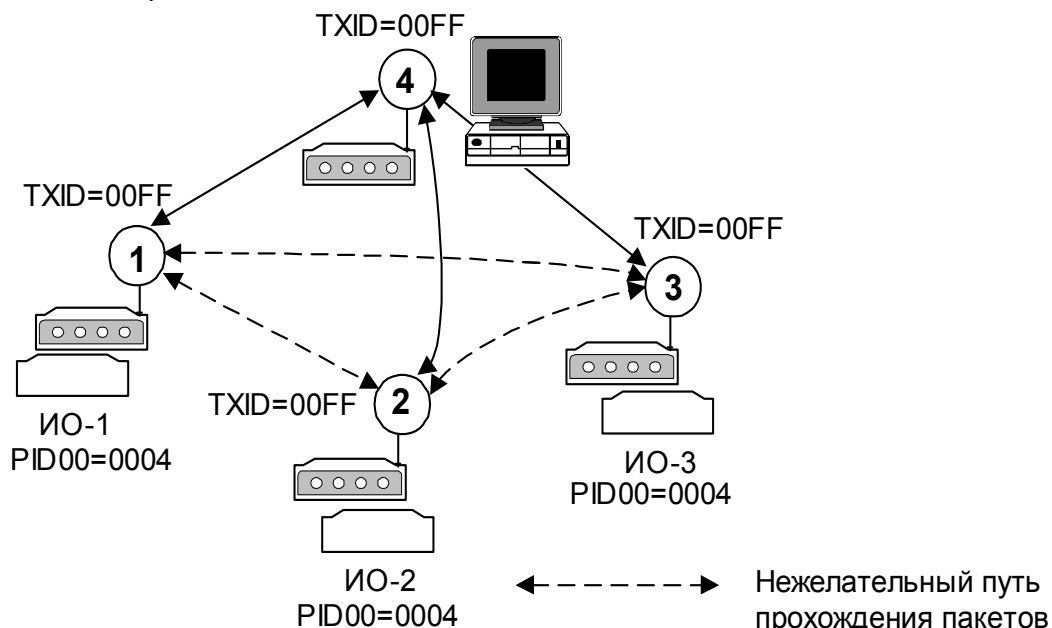 TXID=00FF
4
TXID=00FF
1
TXID=00FF
3
TXID=00FF
2
ИО-1
PID00=0004
ИО-3
PID00=0004
ИО-2
PID00=0004
Нежелательный путь
прохождения пакетов